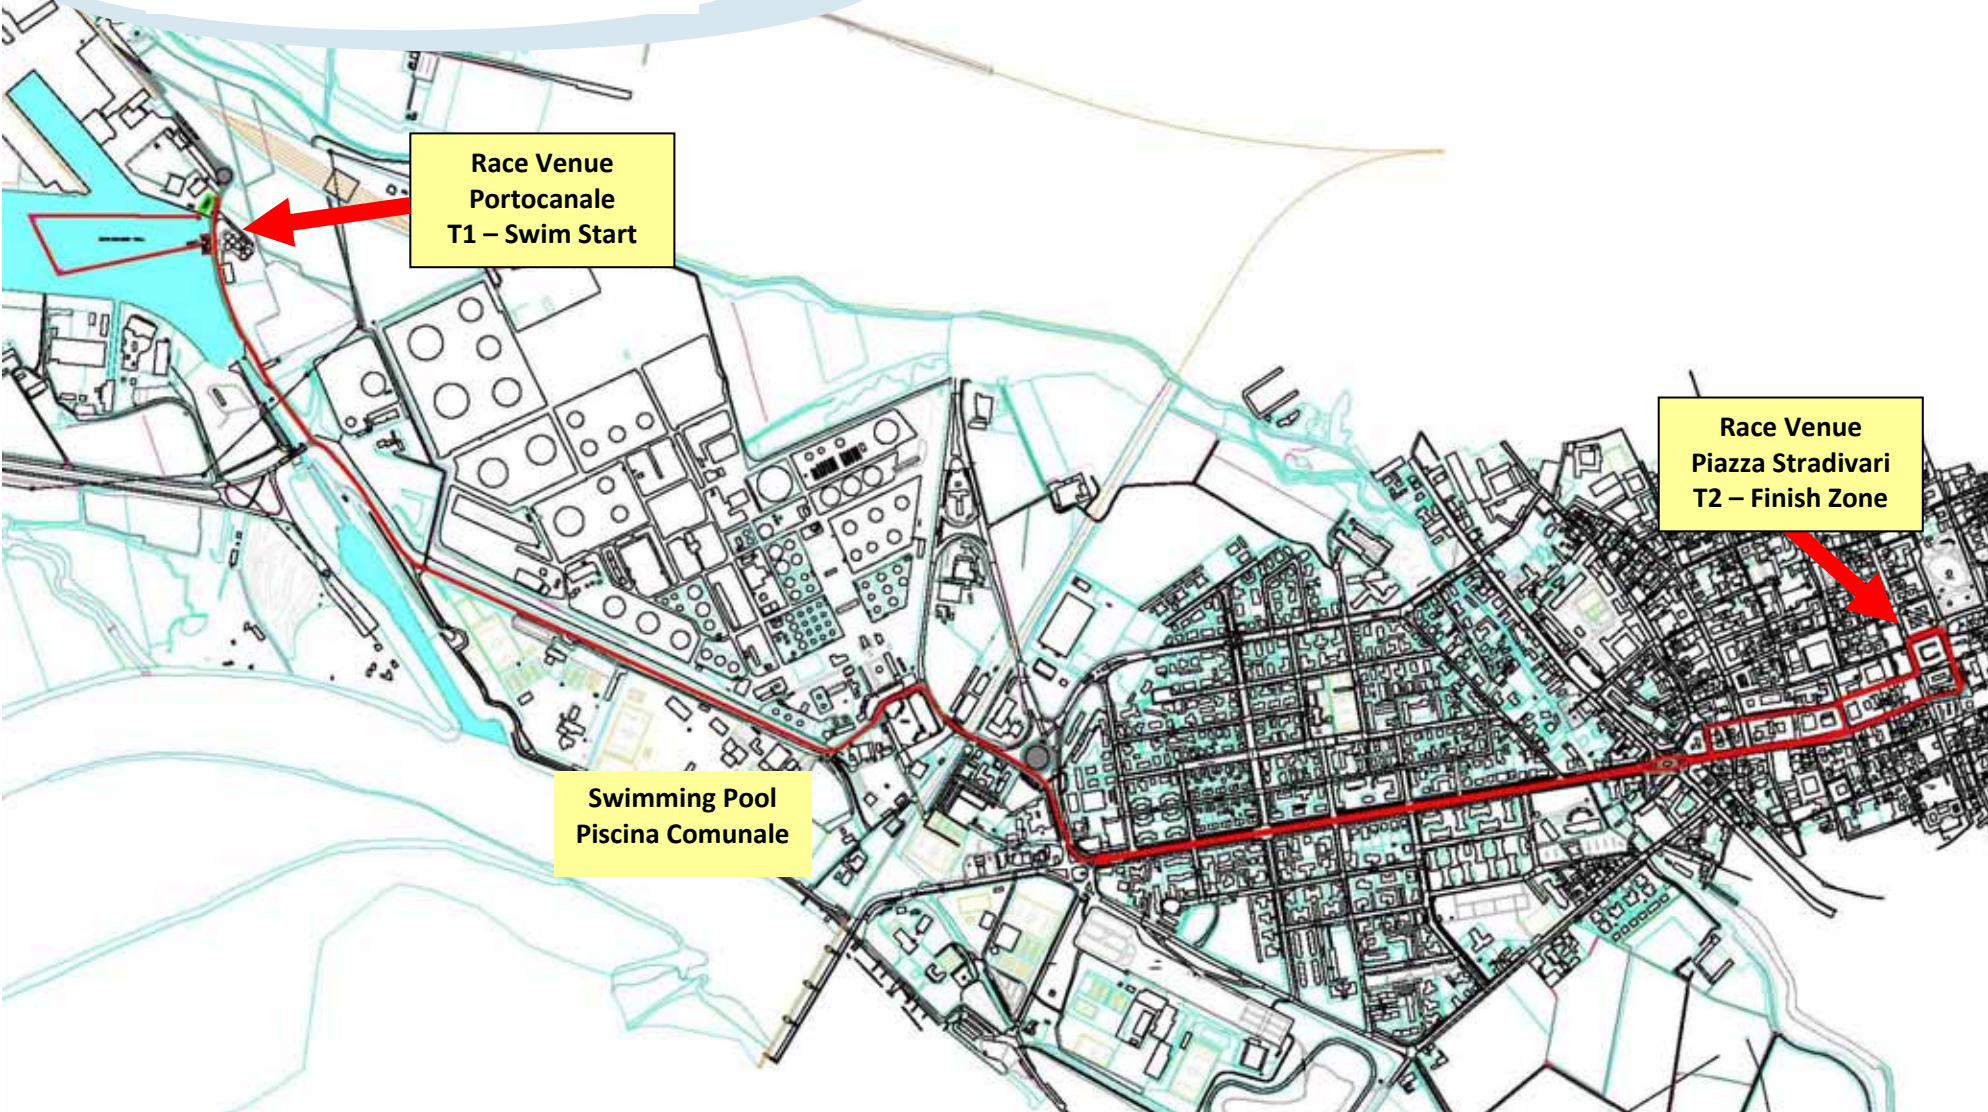 Race Venue
Portocanale
T1 – Swim Start
Race Venue
Piazza Stradivari
T2 – Finish Zone
Swimming Pool
Piscina Comunale